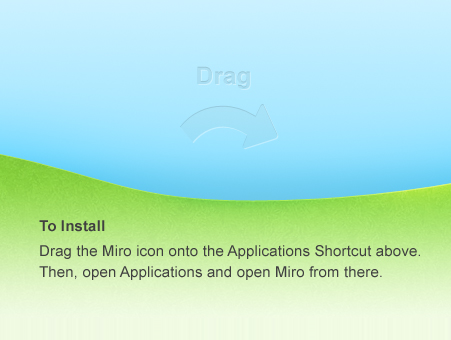 Drag
To Install
Drag the Miro icon onto the Applications Shortcut above.
Then, open Applications and open Miro from there.